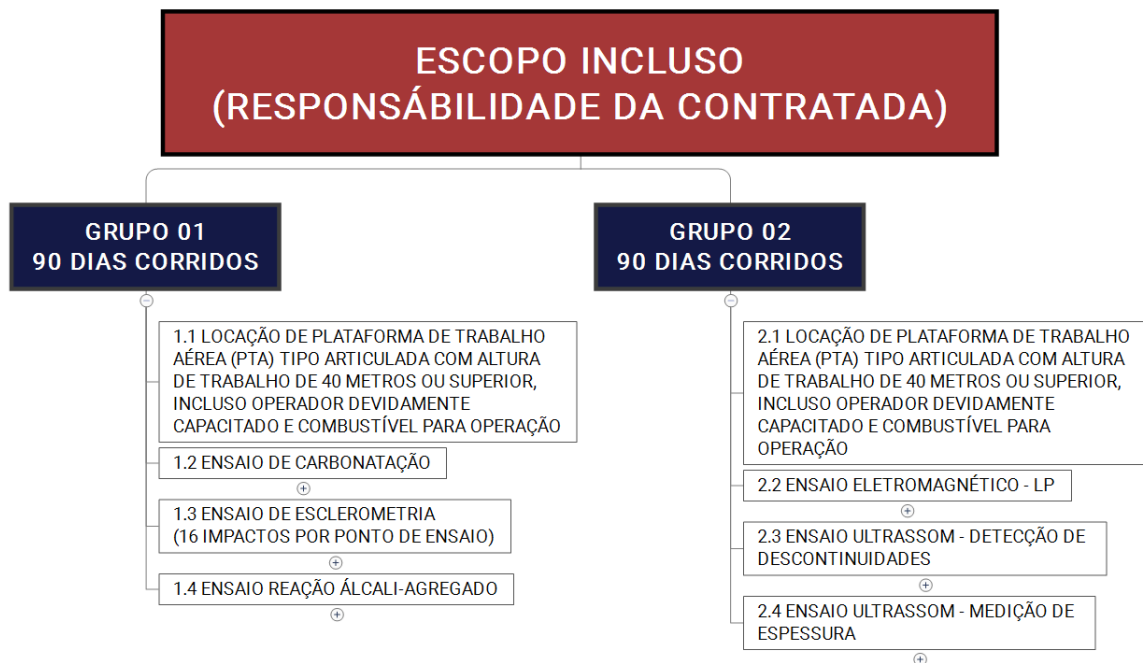 ESCOPO INCLUSO
(RESPONSÁBILIDADE DA CONTRATADA)
GRUPO 01
90 DIAS CORRIDOS
1.1 LOCAÇÃO DE PLATAFORMA DE TRABALHO
AÉREA (PTA) TIPO ARTICULADA COM ALTURA
DE TRABALHO DE 40 METROS OU SUPERIOR,
INCLUSO OPERADOR DEVIDAMENTE
CAPACITADO E COMBUSTÍVEL PARA OPERAÇÃO
1.2 ENSAIO DE CARBONATAÇÃO
1.3 ENSAIO DE ESCLEROMETRIA
(16 IMPACTOS POR PONTO DE ENSAIO)
1.4 ENSAIO REAÇÃO ÁLCALI-AGREGADO
GRUPO 02
90 DIAS CORRIDOS
2.1 LOCAÇÃO DE PLATAFORMA DE TRABALHO
AÉREA (PTA) TIPO ARTICULADA COM ALTURA
DE TRABALHO DE 40 METROS OU SUPERIOR,
INCLUSO OPERADOR DEVIDAMENTE
CAPACITADO E COMBUSTÍVEL PARA
OPERAÇÃO
2.2 ENSAIO ELETROMAGNÉTICO - LP
2.3 ENSAIO ULTRASSOM - DETECÇÃO DE
DESCONTINUIDADES
2.4 ENSAIO ULTRASSOM - MEDIÇÃO DE
ESPESSURA